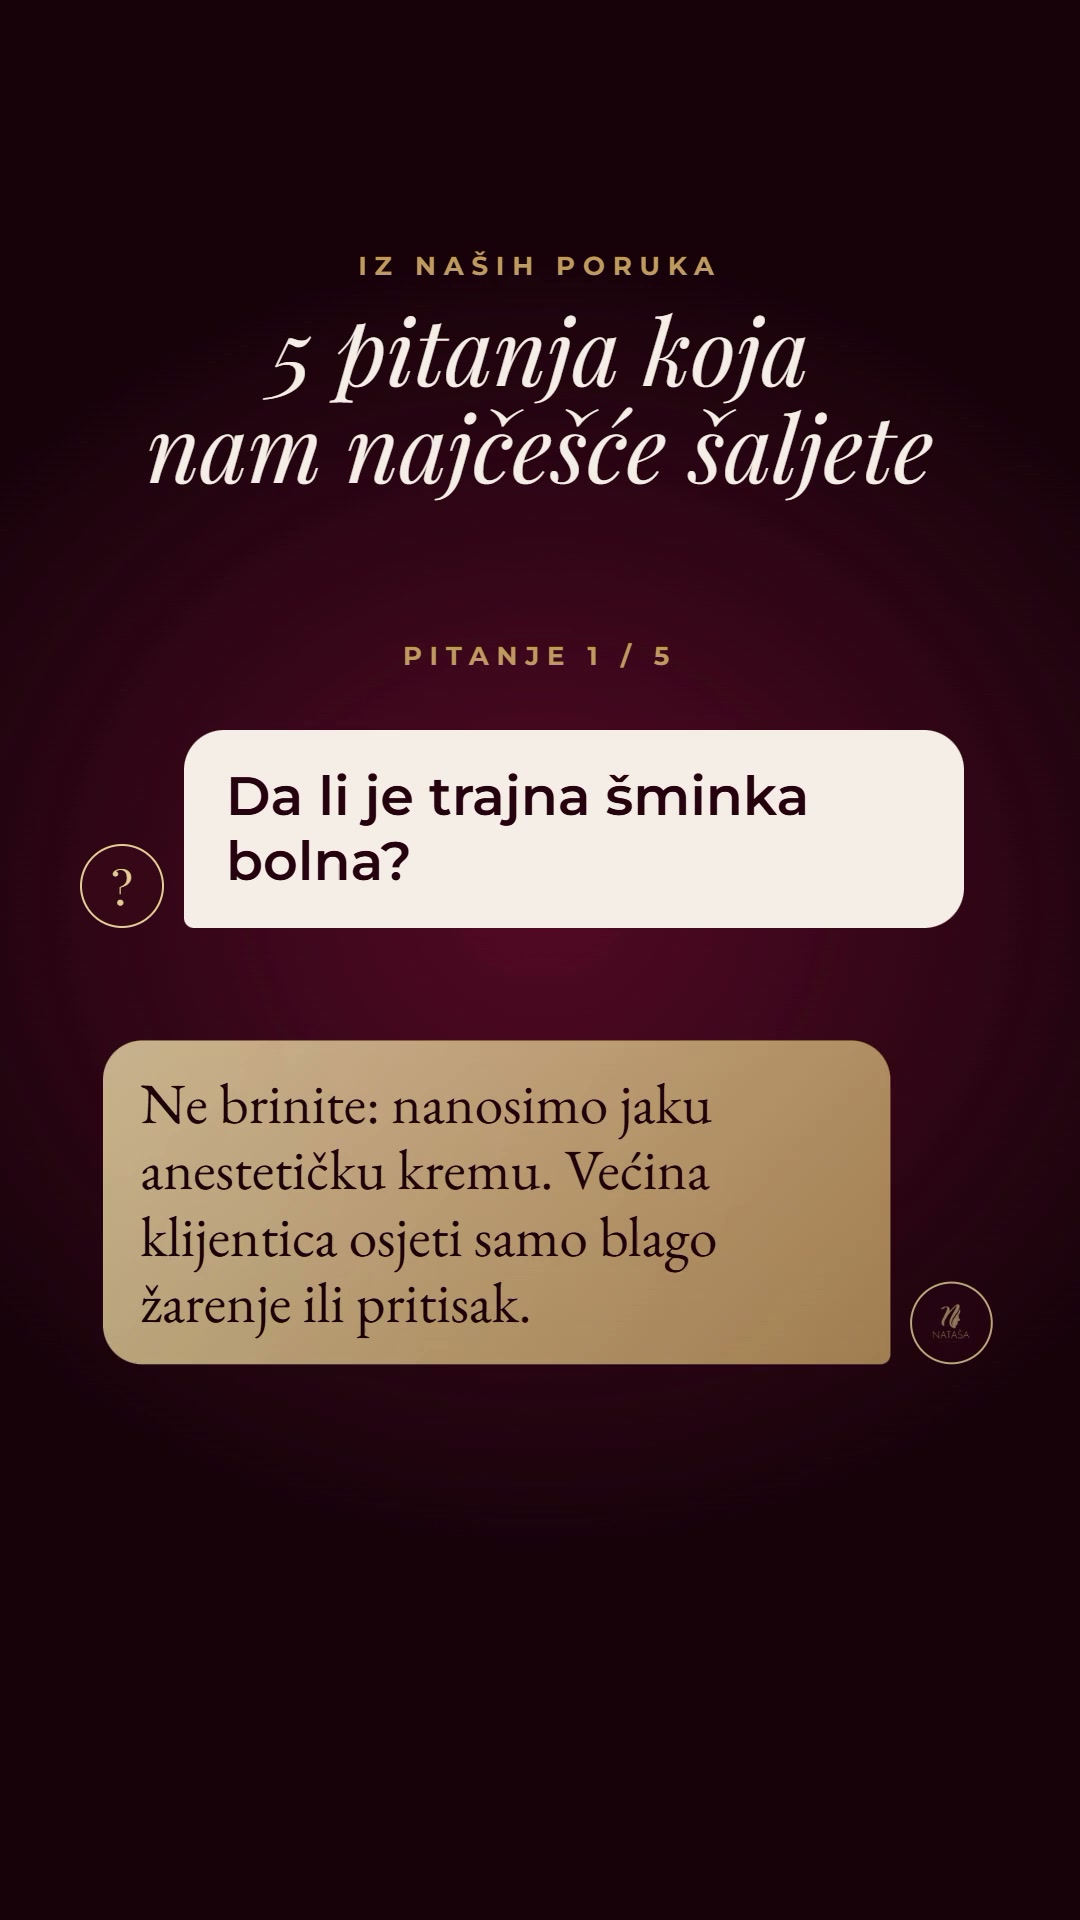 IZ NAŠIH PORUKA
5 pitanja koja
nam najčešće šaljete
PITANJE 1 / 5
Da li je trajna šminka
bolna?
?
Ne brinite: nanosimo jaku
anestetičku kremu. Većina
klijentica osjeti samo blago
žarenje ili pritisak.
N
NATAŠA